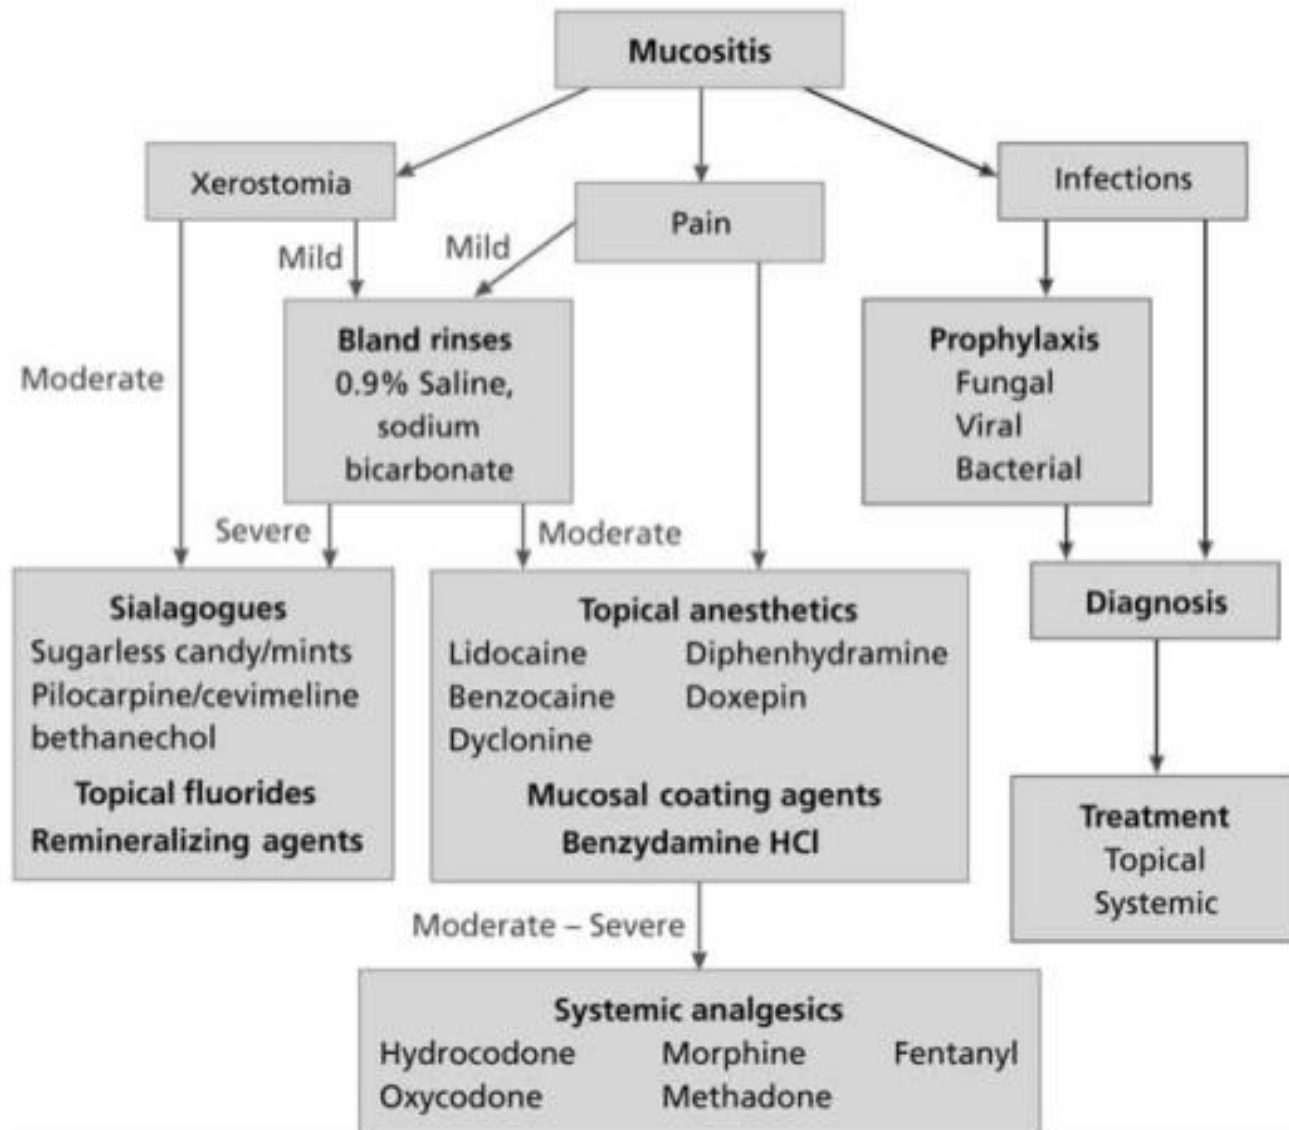 Mucositis
Xerostomia
Pain
Infections
Mild
Mild
Moderate
Bland rinses
0.9% Saline,
sodium
bicarbonate
Prophylaxis
Fungal
Viral
Bacterial
Severe
Moderate
Sialagogues
Sugarless candy/mints
Pilocarpine/cevimeline
bethanechol
Topical fluorides
Remineralizing agents
Topical anesthetics
Lidocaine Diphenhydramine
Benzocaine Doxepin
Dyclonine
Mucosal coating agents
Benzydamine HCl
Diagnosis
Treatment
Topical
Systemic
Moderate – Severe
Systemic analgesics
Hydrocodone Morphine Fentanyl
Oxycodone Methadone